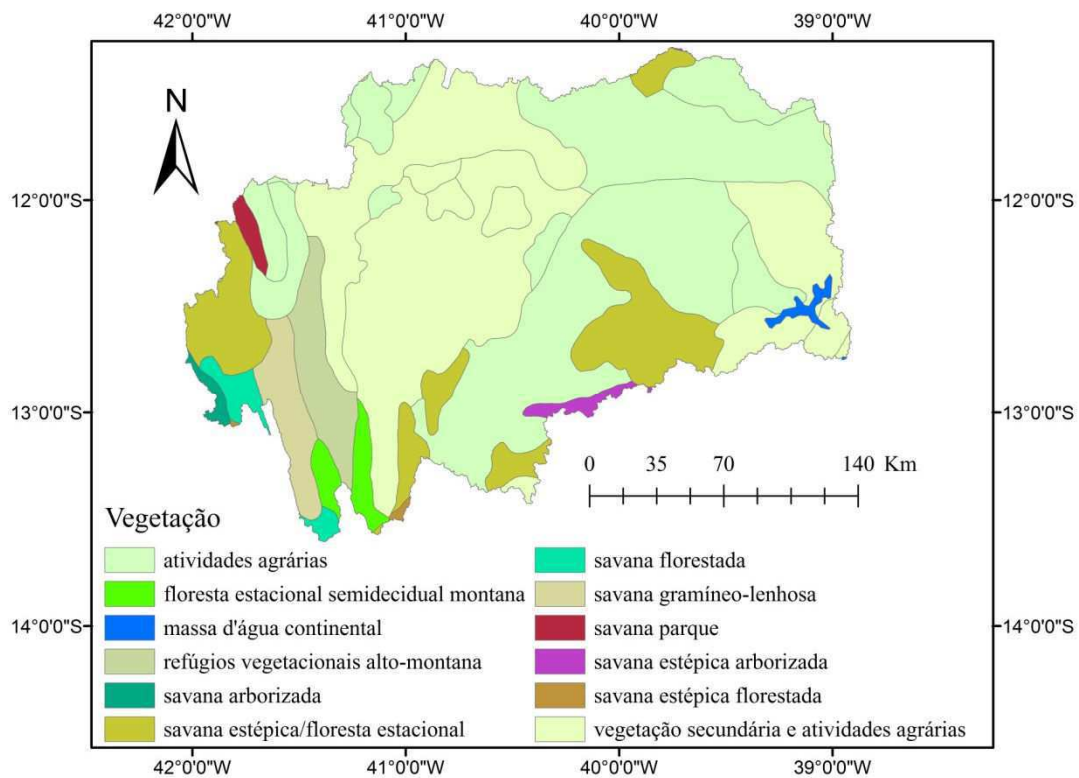 42°0'0"W 41°0'0"W 40°0'0"W 39°0'0"W
N
12°0'0"S 12°0'0"S
13°0'0"S 13°0'0"S
0 35 70 140 Km
Vegetação
atividades agrárias
floresta estacional semidecidual montana
massa d'água continental
refúgios vegetacionais alto-montana
savana arborizada
savana estépica/floresta estacional
savana florestada
savana gramíneo-lenhosa
savana parque
savana estépica arborizada
savana estépica florestada
vegetação secundária e atividades agrárias
14°0'0"S 14°0'0"S
42°0'0"W 41°0'0"W 40°0'0"W 39°0'0"W